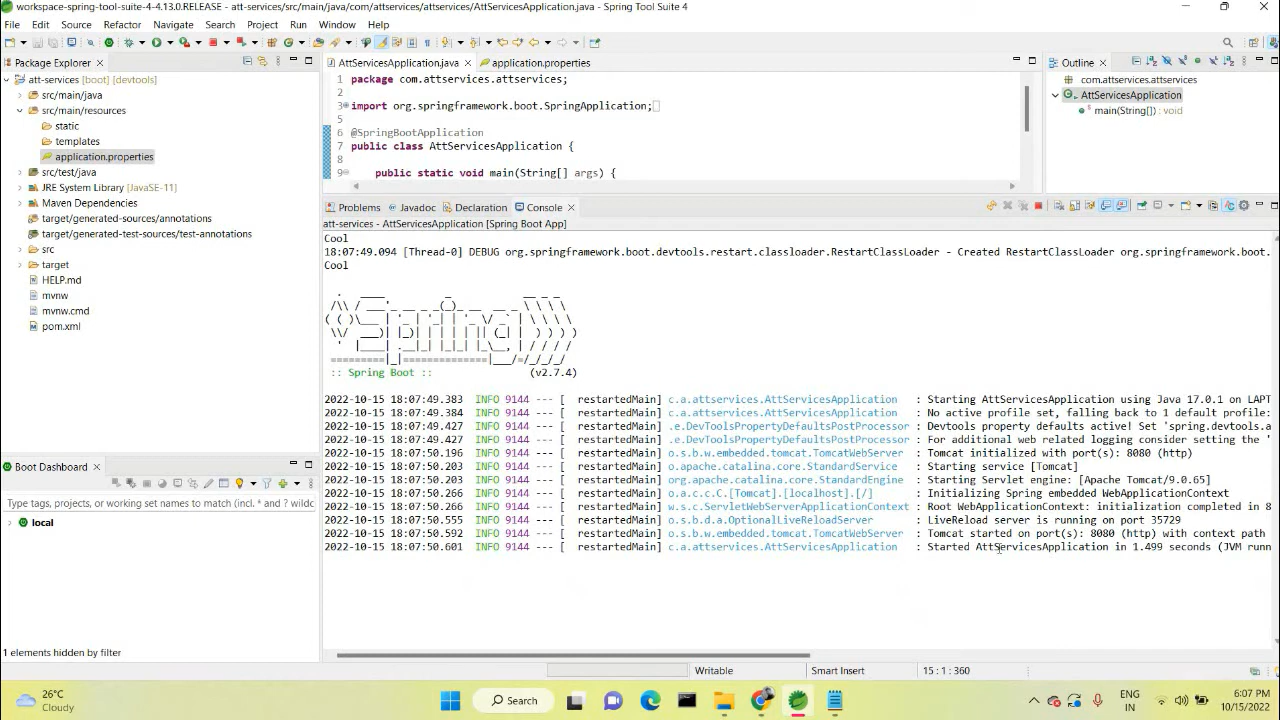 workspace-spring-tool-suite-4-4.13.0.RELEASE - att-services/src/main/java/com/attservices/attservices/AttServicesApplication.java - Spring Tool Suite 4
File Edit Source Refactor Navigate Search Project Run Window Help
Package Explorer
att-services [boot] [devtools]
src/main/java
src/main/resources
static
templates
application.properties
src/test/java
JRE System Library [JavaSE-11]
Maven Dependencies
target/generated-sources/annotations
target/generated-test-sources/test-annotations
src
target
HELP.md
mvnw
mvnw.cmd
pom.xml
Boot Dashboard
Type tags, projects, or working set names to match (incl. * and ? wildcards)
local
1 elements hidden by filter
AttServicesApplication.java application.properties
1 package com.attservices.attservices;
2
3 import org.springframework.boot.SpringApplication;
5
6 @SpringBootApplication
7 public class AttServicesApplication {
8
9 public static void main(String[] args) {
Outline
com.attservices.attservices
AttServicesApplication
main(String[]) : void
Problems Javadoc Declaration Console
att-services - AttServicesApplication [Spring Boot App]
Cool
18:07:49.094 [Thread-0] DEBUG org.springframework.boot.devtools.restart.classloader.RestartClassLoader - Created RestartClassLoader org.springframework.boot.
Cool
:: Spring Boot :: (v2.7.4)
2022-10-15 18:07:49.383 INFO 9144 --- [ restartedMain] c.a.attservices.AttServicesApplication : Starting AttServicesApplication using Java 17.0.1 on LAPT
2022-10-15 18:07:49.384 INFO 9144 --- [ restartedMain] c.a.attservices.AttServicesApplication : No active profile set, falling back to 1 default profile:
2022-10-15 18:07:49.427 INFO 9144 --- [ restartedMain] .e.DevToolsPropertyDefaultsPostProcessor : Devtools property defaults active! Set 'spring.devtools.a
2022-10-15 18:07:49.427 INFO 9144 --- [ restartedMain] .e.DevToolsPropertyDefaultsPostProcessor : For additional web related logging consider setting the '
2022-10-15 18:07:50.196 INFO 9144 --- [ restartedMain] o.s.b.w.embedded.tomcat.TomcatWebServer : Tomcat initialized with port(s): 8080 (http)
2022-10-15 18:07:50.203 INFO 9144 --- [ restartedMain] o.apache.catalina.core.StandardService : Starting service [Tomcat]
2022-10-15 18:07:50.203 INFO 9144 --- [ restartedMain] org.apache.catalina.core.StandardEngine : Starting Servlet engine: [Apache Tomcat/9.0.65]
2022-10-15 18:07:50.266 INFO 9144 --- [ restartedMain] o.a.c.c.C.[Tomcat].[localhost].[/] : Initializing Spring embedded WebApplicationContext
2022-10-15 18:07:50.266 INFO 9144 --- [ restartedMain] w.s.c.ServletWebServerApplicationContext : Root WebApplicationContext: initialization completed in 8
2022-10-15 18:07:50.555 INFO 9144 --- [ restartedMain] o.s.b.d.a.OptionalLiveReloadServer : LiveReload server is running on port 35729
2022-10-15 18:07:50.592 INFO 9144 --- [ restartedMain] o.s.b.w.embedded.tomcat.TomcatWebServer : Tomcat started on port(s): 8080 (http) with context path
2022-10-15 18:07:50.601 INFO 9144 --- [ restartedMain] c.a.attservices.AttServicesApplication : Started AttServicesApplication in 1.499 seconds (JVM runn
Writable Smart Insert 15 : 1 : 360
26°C
Cloudy
Search
ENG
IN
6:07 PM
10/15/2022